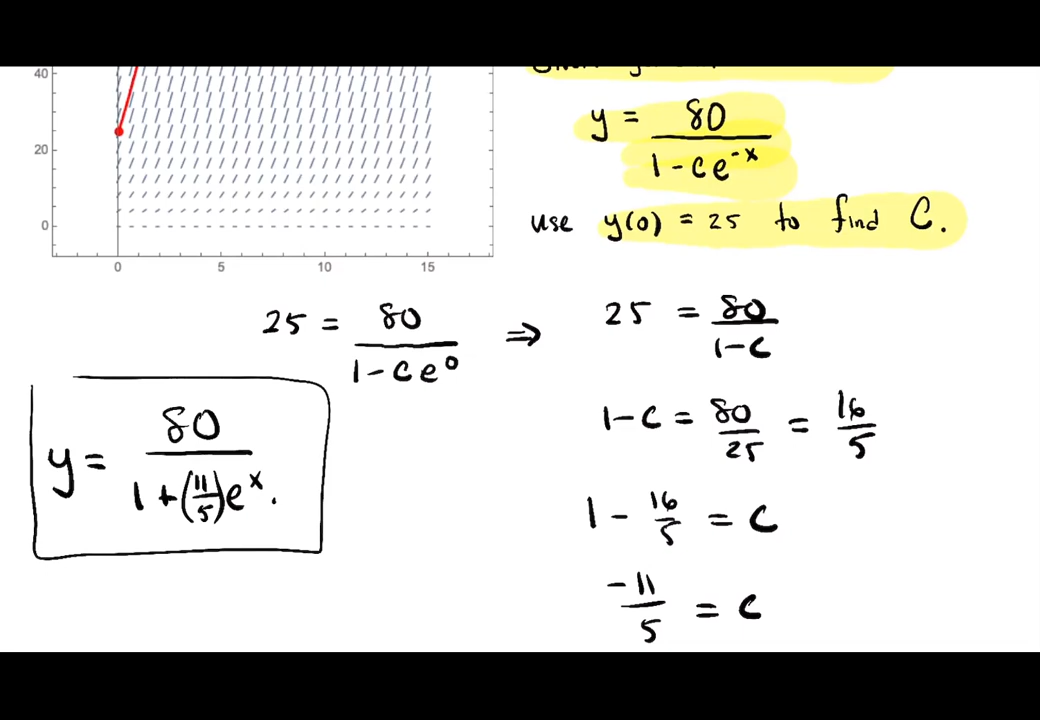 40
20
0
0 5 10 15
y = 80 / (1 - Ce^-x)
use y(0) = 25 to find C.
25 = 80 / (1 - Ce^0) ⇒ 25 = 80 / (1 - C)
1 - C = 80/25 = 16/5
1 - 16/5 = C
-11/5 = C
y = 80 / (1 + (11/5)e^x).